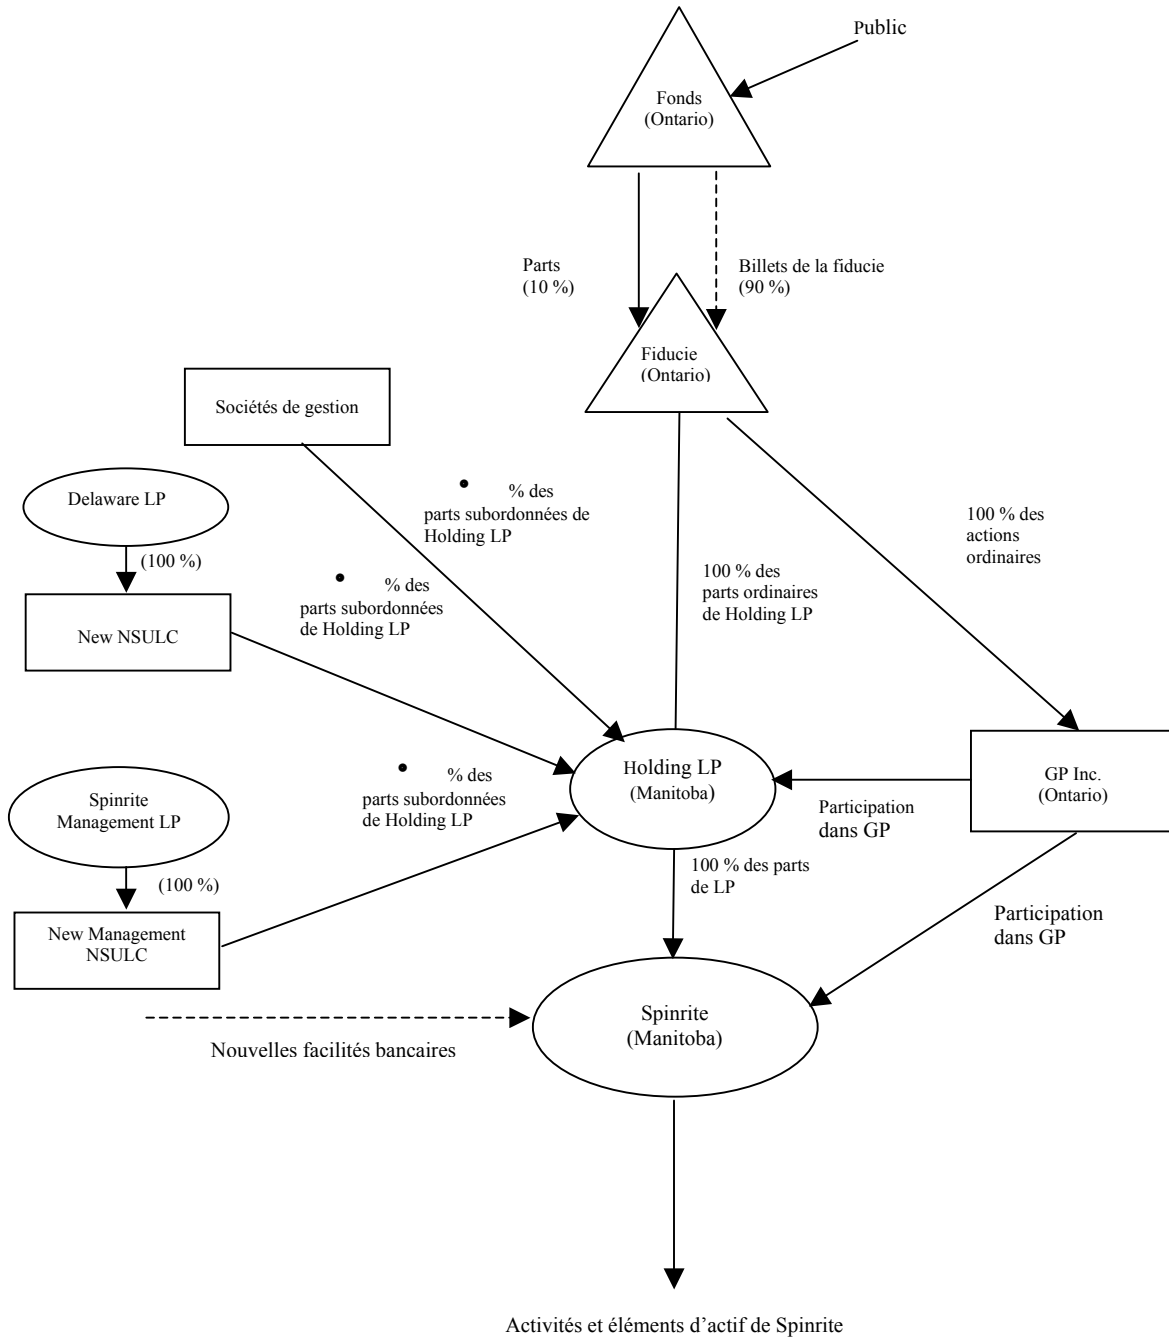 Public
Fonds
(Ontario)
Parts
(10 %)
Billets de la fiducie
(90 %)
Fiducie
(Ontario)
Sociétés de gestion
Delaware LP
(100 %)
New NSULC
• % des
parts subordonnées de
Holding LP
• % des
parts subordonnées
de Holding LP
100 % des
parts ordinaires
de Holding LP
100 % des
actions
ordinaires
Spinrite
Management LP
(100 %)
New Management
NSULC
• % des
parts subordonnées
de Holding LP
Holding LP
(Manitoba)
GP Inc.
(Ontario)
Participation
dans GP
100 % des parts
de LP
Participation
dans GP
Spinrite
(Manitoba)
Nouvelles facilités bancaires
Activités et éléments d’actif de Spinrite